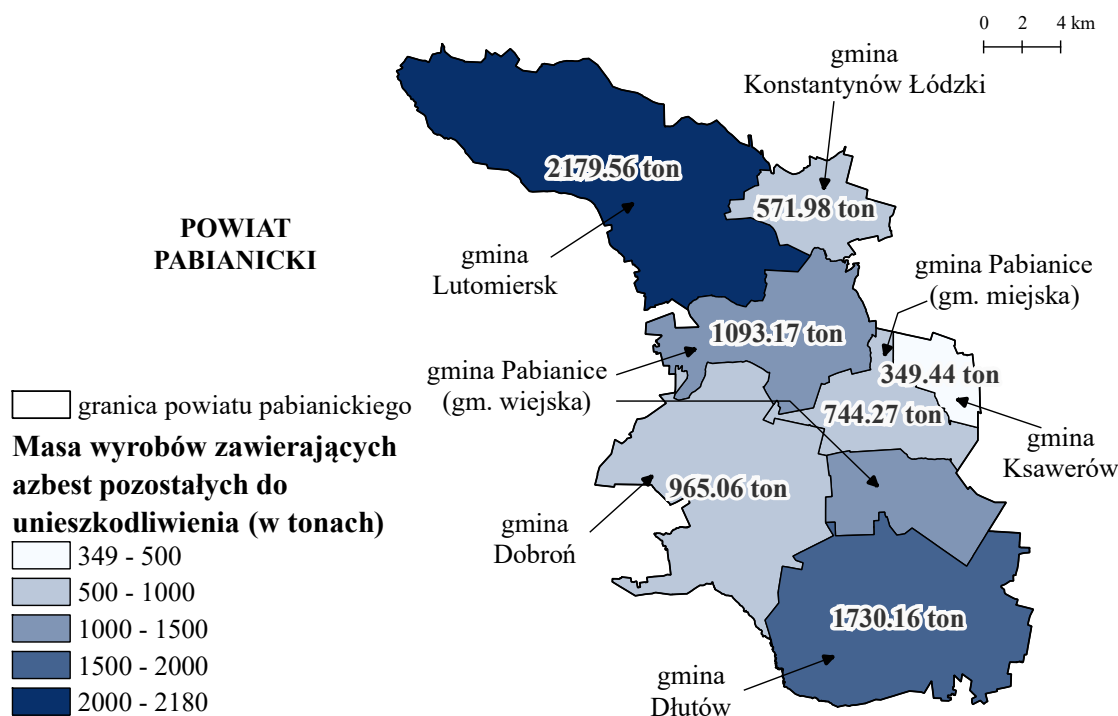 0 2 4 km
gmina
Konstantynów Łódzki
2179.56 ton
571.98 ton
POWIAT
PABIANICKI
gmina
Lutomiersk
gmina Pabianice
(gm. miejska)
1093.17 ton
349.44 ton
gmina Pabianice
(gm. wiejska)
744.27 ton
gmina
Ksawerów
965.06 ton
gmina
Dobroń
1730.16 ton
gmina
Dłutów
granica powiatu pabianickiego
Masa wyrobów zawierających
azbest pozostałych do
unieszkodliwienia (w tonach)
349 - 500
500 - 1000
1000 - 1500
1500 - 2000
2000 - 2180